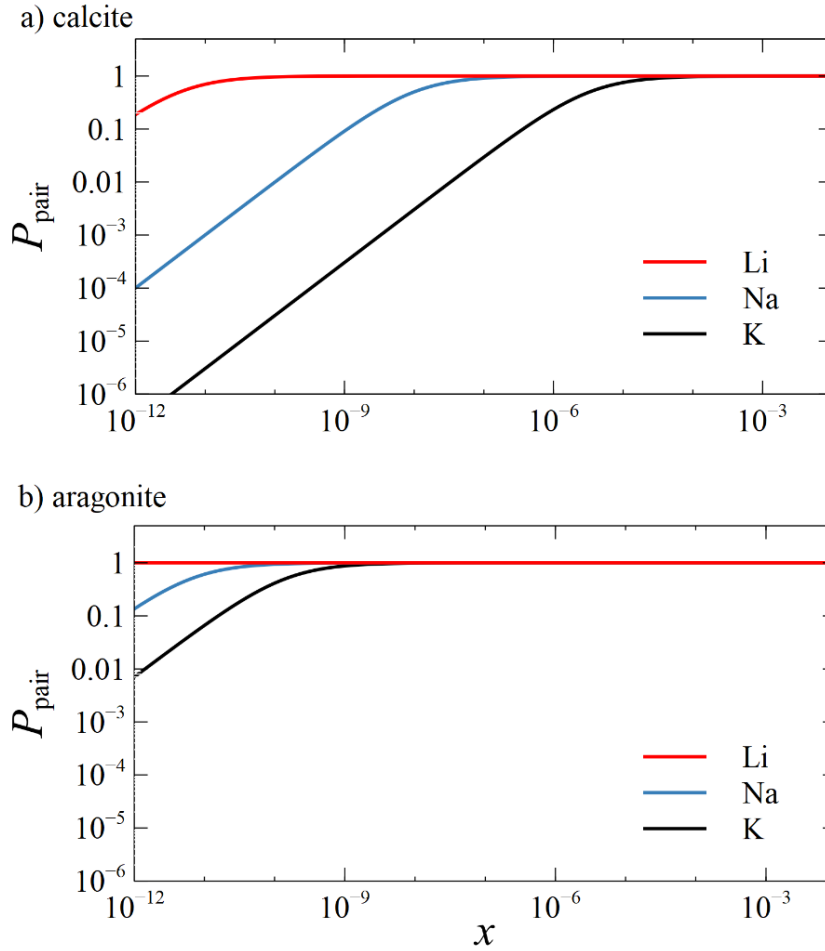 a) calcite
1
0.1
0.01
10⁻³
10⁻⁴
10⁻⁵
10⁻⁶
P_pair
Li
Na
K
10⁻¹² 10⁻⁹ 10⁻⁶ 10⁻³
b) aragonite
1
0.1
0.01
10⁻³
10⁻⁴
10⁻⁵
10⁻⁶
P_pair
Li
Na
K
10⁻¹² 10⁻⁹ 10⁻⁶ 10⁻³
x